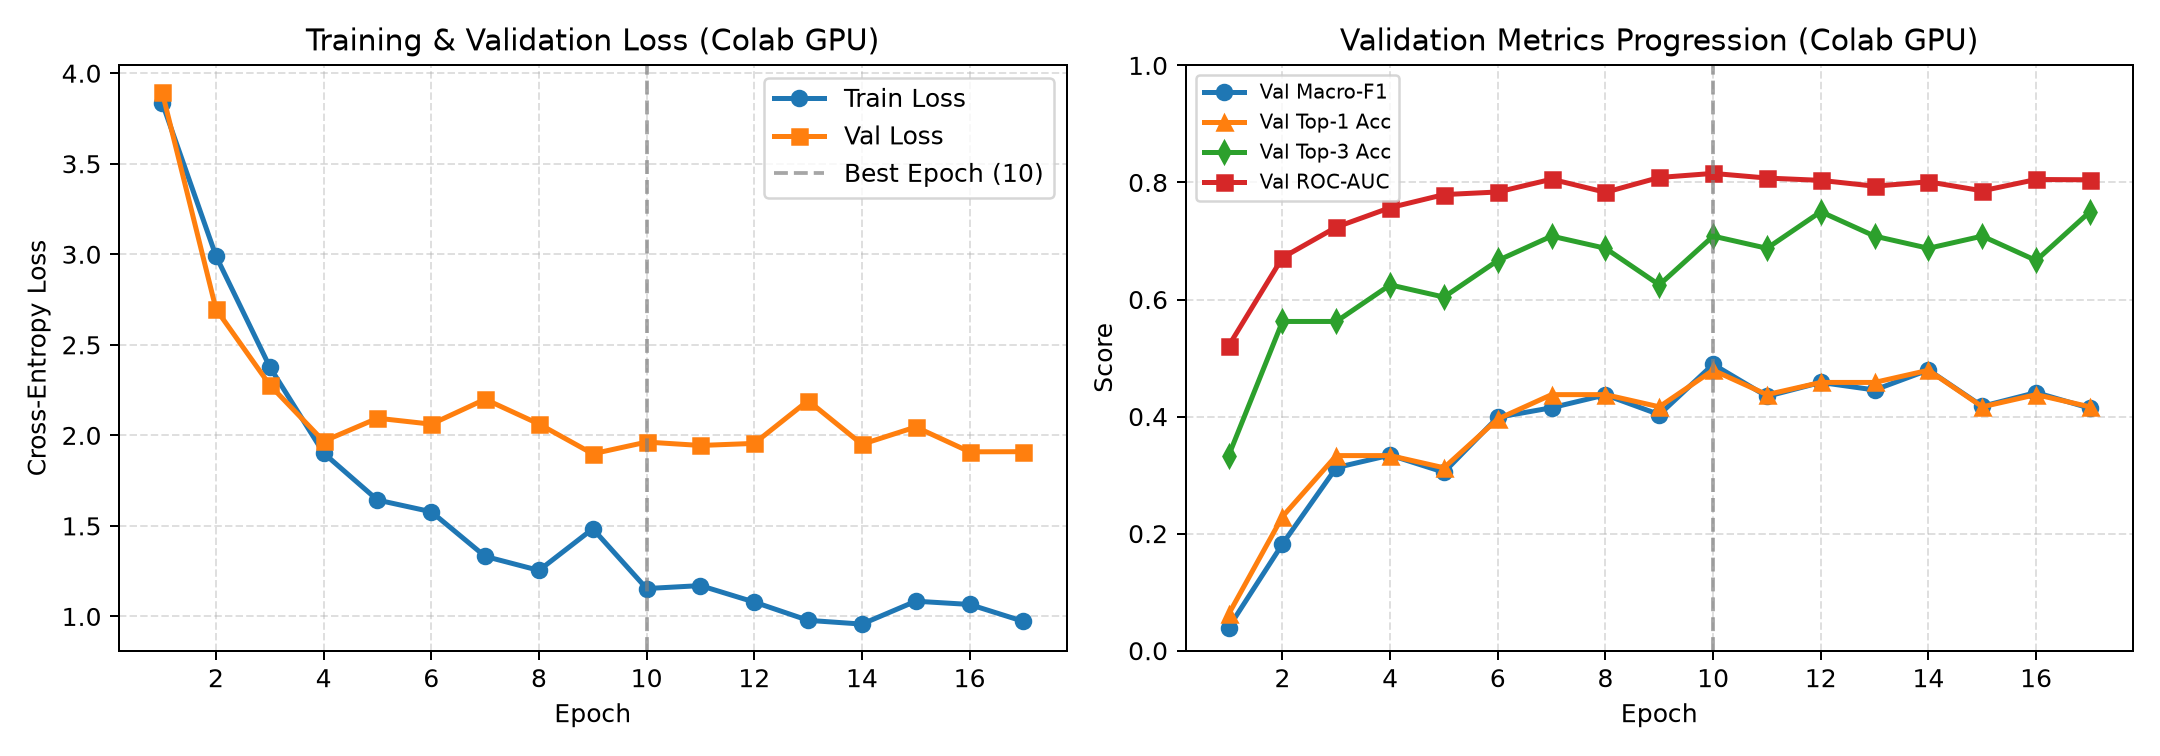 Training & Validation Loss (Colab GPU)
Cross-Entropy Loss
4.0
3.5
3.0
2.5
2.0
1.5
1.0
Train Loss
Val Loss
Best Epoch (10)
2 4 6 8 10 12 14 16
Epoch
Validation Metrics Progression (Colab GPU)
Score
1.0
0.8
0.6
0.4
0.2
0.0
Val Macro-F1
Val Top-1 Acc
Val Top-3 Acc
Val ROC-AUC
2 4 6 8 10 12 14 16
Epoch